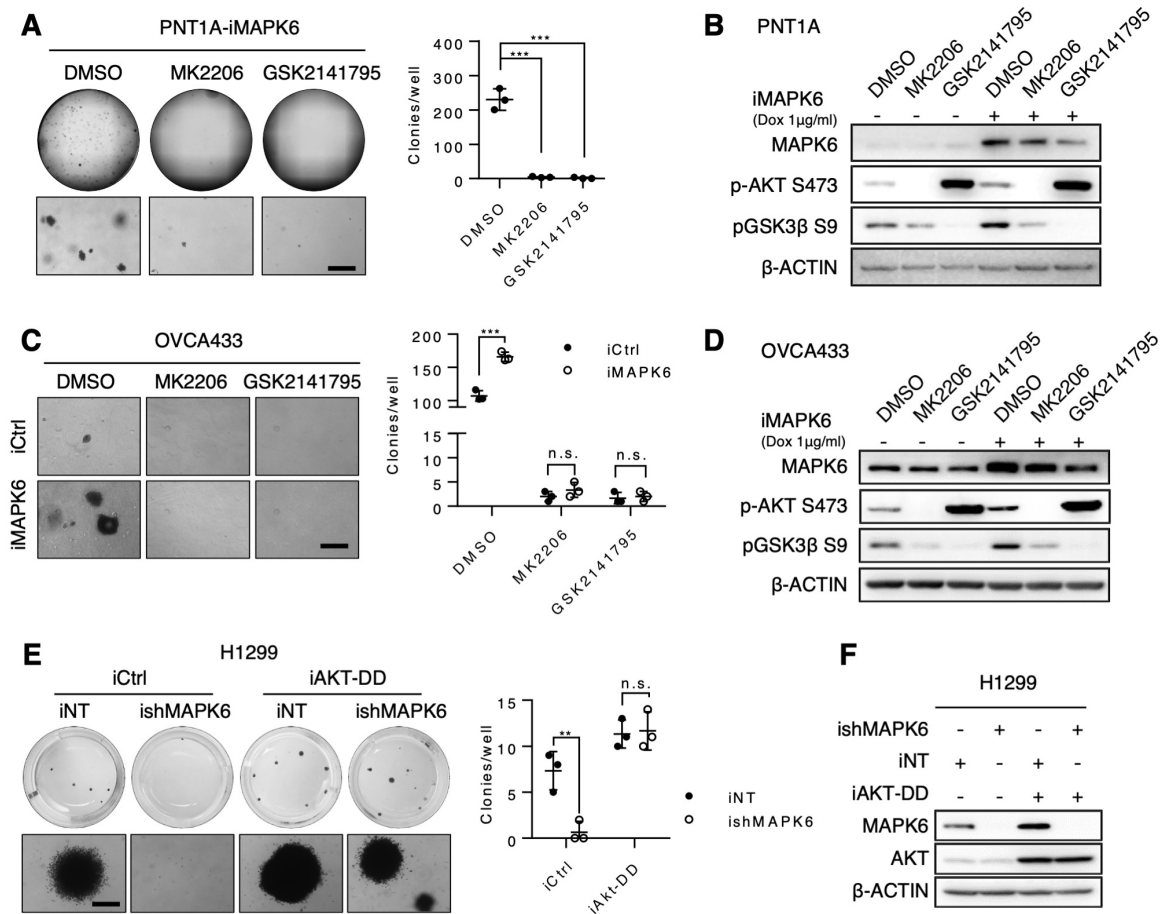 A
PNT1A-iMAPK6
DMSO MK2206 GSK2141795
Clonies/well
400
300
200
100
0
***
***
DMSO
MK2206
GSK2141795
B
PNT1A
DMSO
MK2206
GSK2141795
DMSO
MK2206
GSK2141795
iMAPK6
(Dox 1µg/ml)
- - - + + +
MAPK6
p-AKT S473
pGSK3β S9
β-ACTIN
C
OVCA433
DMSO MK2206 GSK2141795
iCtrl
iMAPK6
Clonies/well
200
150
100
15
10
5
0
***
n.s.
n.s.
iCtrl
iMAPK6
DMSO
MK2206
GSK2141795
D
OVCA433
DMSO
MK2206
GSK2141795
DMSO
MK2206
GSK2141795
iMAPK6
(Dox 1µg/ml)
- - - + + +
MAPK6
p-AKT S473
pGSK3β S9
β-ACTIN
E
H1299
iCtrl iAKT-DD
iNT ishMAPK6 iNT ishMAPK6
Clonies/well
15
10
5
0
**
n.s.
iNT
ishMAPK6
iCtrl
iAkt-DD
F
H1299
ishMAPK6 - + - +
iNT + - + -
iAKT-DD - - + +
MAPK6
AKT
β-ACTIN